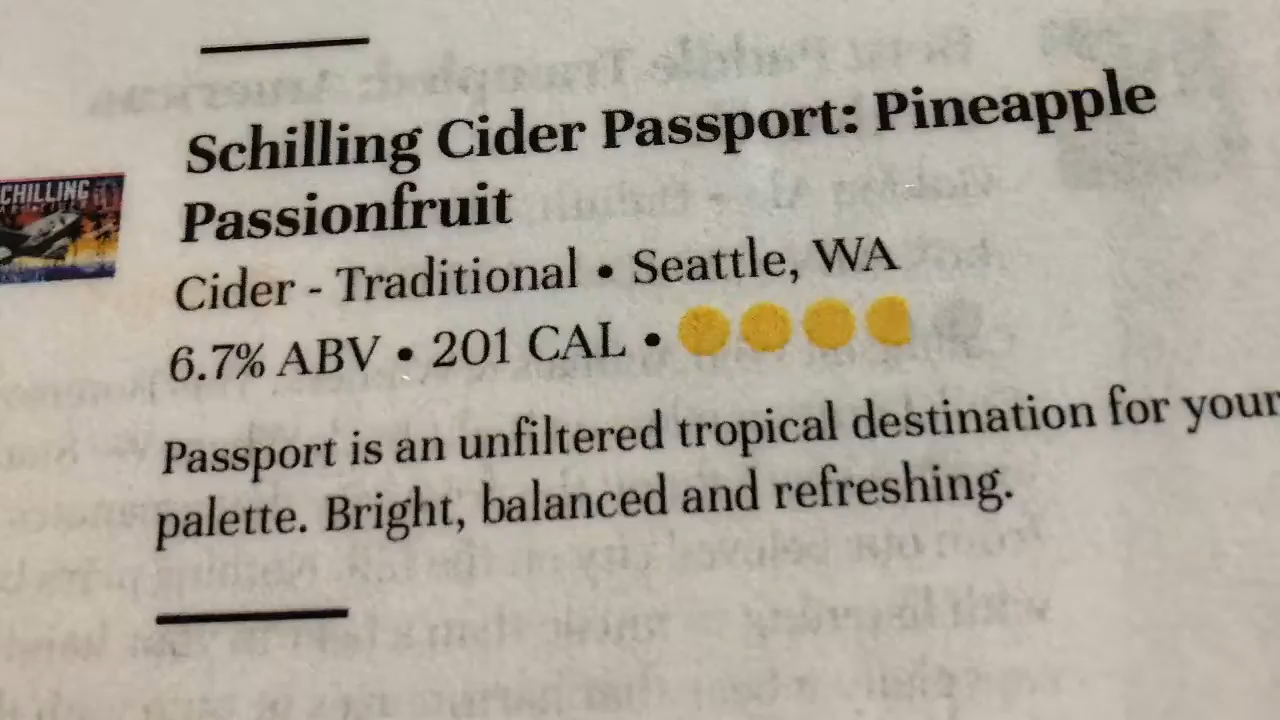 Schilling Cider Passport: Pineapple
Passionfruit
CHILLING
Cider - Traditional • Seattle, WA
6.7% ABV • 201 CAL •
Passport is an unfiltered tropical destination for your
palette. Bright, balanced and refreshing.